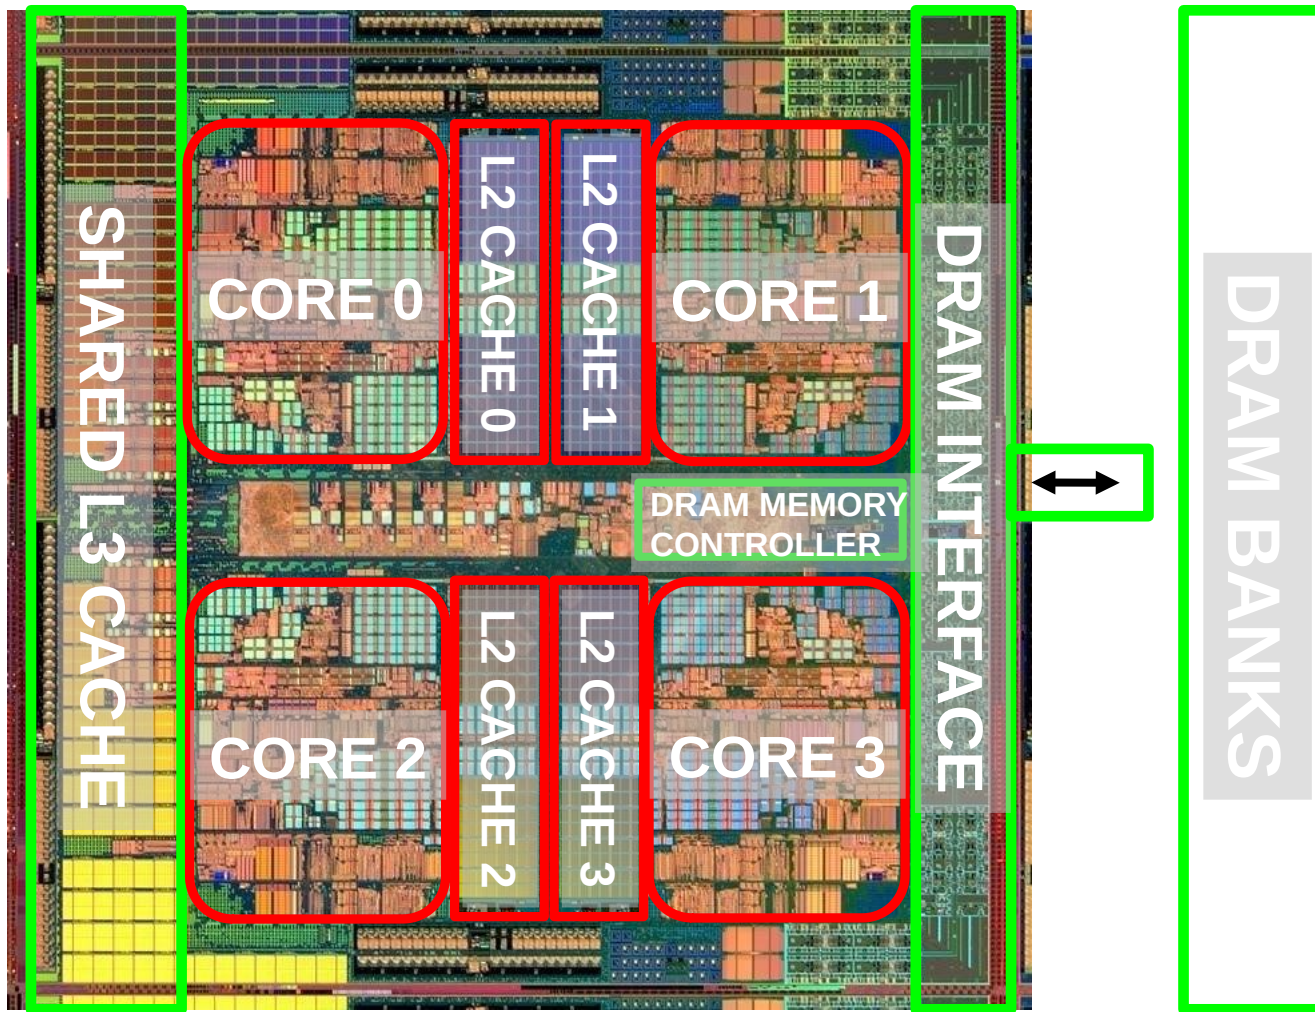 SHARED L3 CACHE
CORE 0
L2 CACHE 0
L2 CACHE 1
CORE 1
DRAM INTERFACE
DRAM BANKS
DRAM MEMORY
CONTROLLER
CORE 2
L2 CACHE 2
L2 CACHE 3
CORE 3